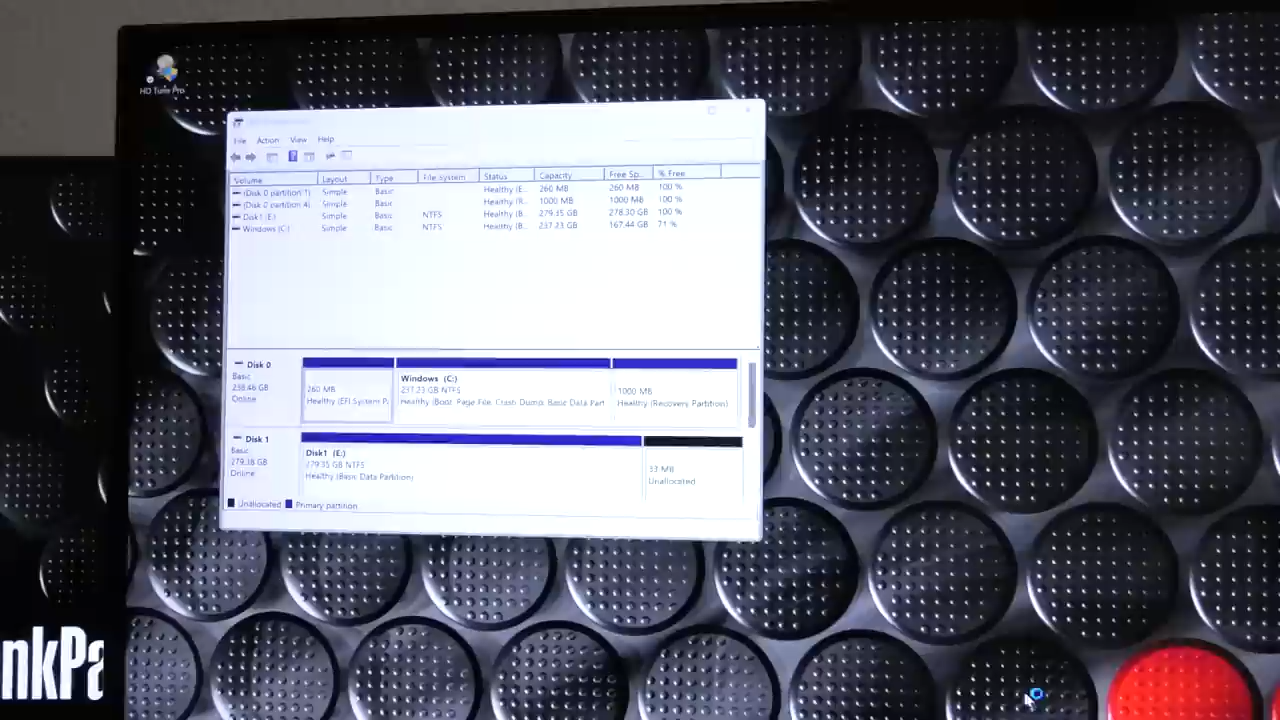 HD Tune Pro
File Action View Help
Volume Layout Type File System Status Capacity Free Sp... % Free
(Disk 0 partition 1) Simple Basic Healthy (E... 260 MB 260 MB 100 %
(Disk 0 partition 4) Simple Basic Healthy (R... 1000 MB 1000 MB 100 %
Disk1 (E:) Simple Basic NTFS Healthy (B... 279.35 GB 278.30 GB 100 %
Windows (C:) Simple Basic NTFS Healthy (B... 237.23 GB 167.44 GB 71 %
Disk 0
Basic
238.46 GB
Online
260 MB
Healthy (EFI System Pa
Windows (C:)
237.23 GB NTFS
Healthy (Boot, Page File, Crash Dump, Basic Data Part
1000 MB
Healthy (Recovery Partition)
Disk 1
Basic
279.38 GB
Online
Disk1 (E:)
279.35 GB NTFS
Healthy (Basic Data Partition)
33 MB
Unallocated
Unallocated Primary partition
nkPa